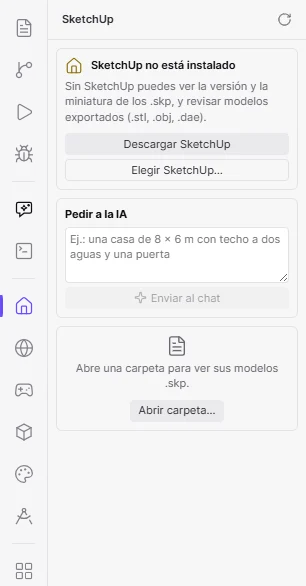 SketchUp
SketchUp no está instalado
Sin SketchUp puedes ver la versión y la
miniatura de los .skp, y revisar modelos
exportados (.stl, .obj, .dae).
Descargar SketchUp
Elegir SketchUp...
Pedir a la IA
Ej.: una casa de 8 × 6 m con techo a dos
aguas y una puerta
Enviar al chat
Abre una carpeta para ver sus modelos
.skp.
Abrir carpeta...